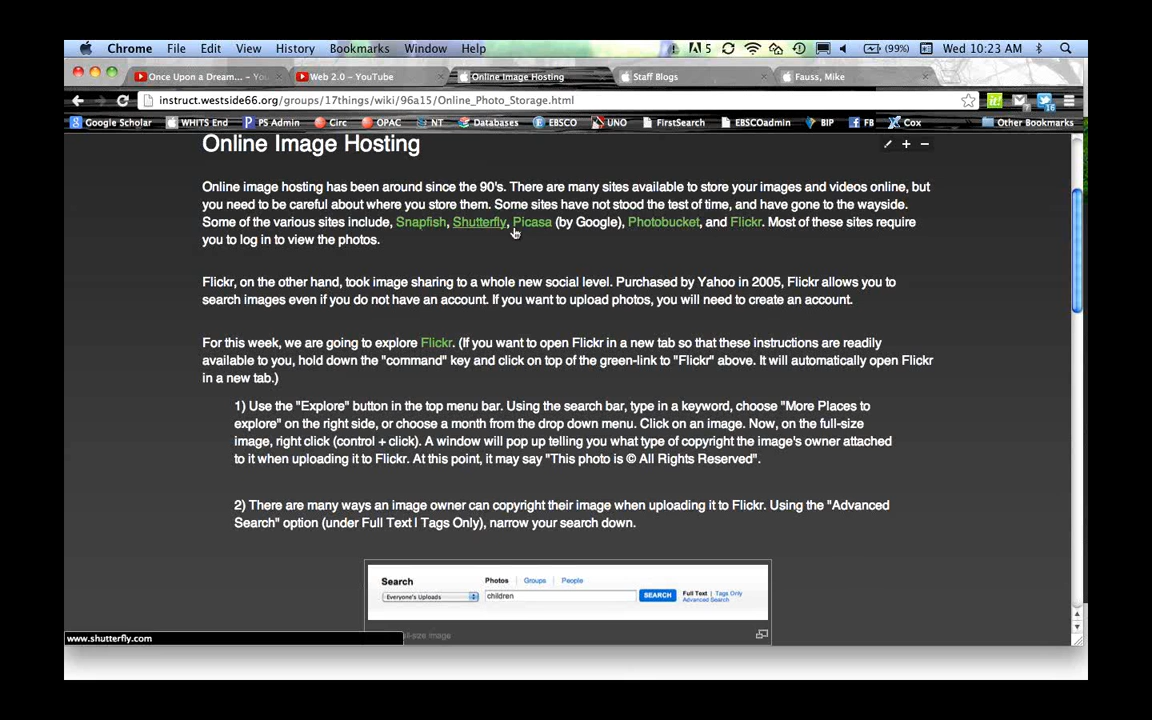 Chrome File Edit View History Bookmarks Window Help 5 (99%) Wed 10:23 AM
Once Upon a Dream... – Yo Web 2.0 – YouTube Online Image Hosting Staff Blogs Fauss, Mike
instruct.westside66.org/groups/17things/wiki/96a15/Online_Photo_Storage.html
Google Scholar WHITS End PS Admin Circ OPAC NT Databases EBSCO UNO FirstSearch EBSCOadmin BIP FB Cox Other Bookmarks
Online Image Hosting
Online image hosting has been around since the 90's. There are many sites available to store your images and videos online, but
you need to be careful about where you store them. Some sites have not stood the test of time, and have gone to the wayside.
Some of the various sites include, Snapfish, Shutterfly, Picasa (by Google), Photobucket, and Flickr. Most of these sites require
you to log in to view the photos.
Flickr, on the other hand, took image sharing to a whole new social level. Purchased by Yahoo in 2005, Flickr allows you to
search images even if you do not have an account. If you want to upload photos, you will need to create an account.
For this week, we are going to explore Flickr. (If you want to open Flickr in a new tab so that these instructions are readily
available to you, hold down the "command" key and click on top of the green-link to "Flickr" above. It will automatically open Flickr
in a new tab.)
1) Use the "Explore" button in the top menu bar. Using the search bar, type in a keyword, choose "More Places to
explore" on the right side, or choose a month from the drop down menu. Click on an image. Now, on the full-size
image, right click (control + click). A window will pop up telling you what type of copyright the image's owner attached
to it when uploading it to Flickr. At this point, it may say "This photo is © All Rights Reserved".
2) There are many ways an image owner can copyright their image when uploading it to Flickr. Using the "Advanced
Search" option (under Full Text | Tags Only), narrow your search down.
Search Photos Groups People
Everyone's Uploads children SEARCH Full Text | Tags Only
Advanced Search
www.shutterfly.com ull-size image